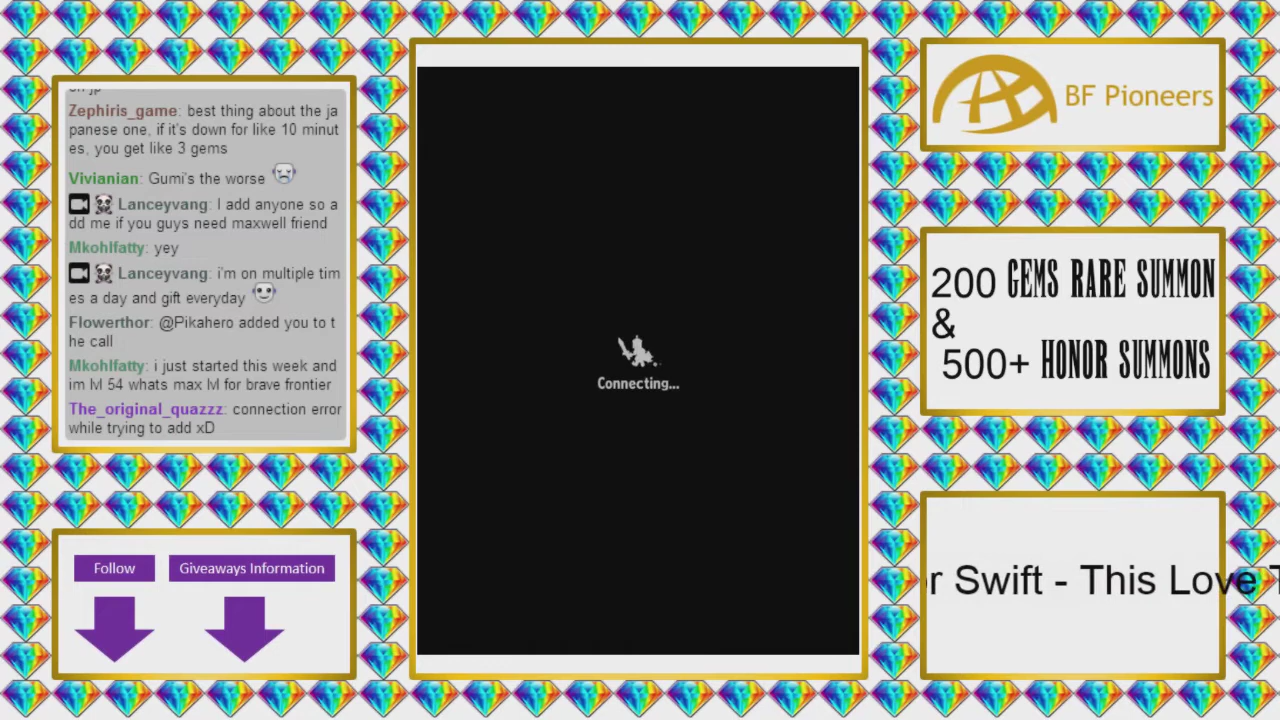 on jp
Zephiris_game: best thing about the ja
panese one, if it's down for like 10 minut
es, you get like 3 gems
Vivianian: Gumi's the worse
Lanceyvang: I add anyone so a
dd me if you guys need maxwell friend
Mkohlfatty: yey
Lanceyvang: i'm on multiple tim
es a day and gift everyday
Flowerthor: @Pikahero added you to t
he call
Mkohlfatty: i just started this week and
im lvl 54 whats max lvl for brave frontier
The_original_quazzz: connection error
while trying to add xD
Follow
Giveaways Information
Connecting...
BF Pioneers
200 GEMS RARE SUMMON
&
500+ HONOR SUMMONS
or Swift - This Love T